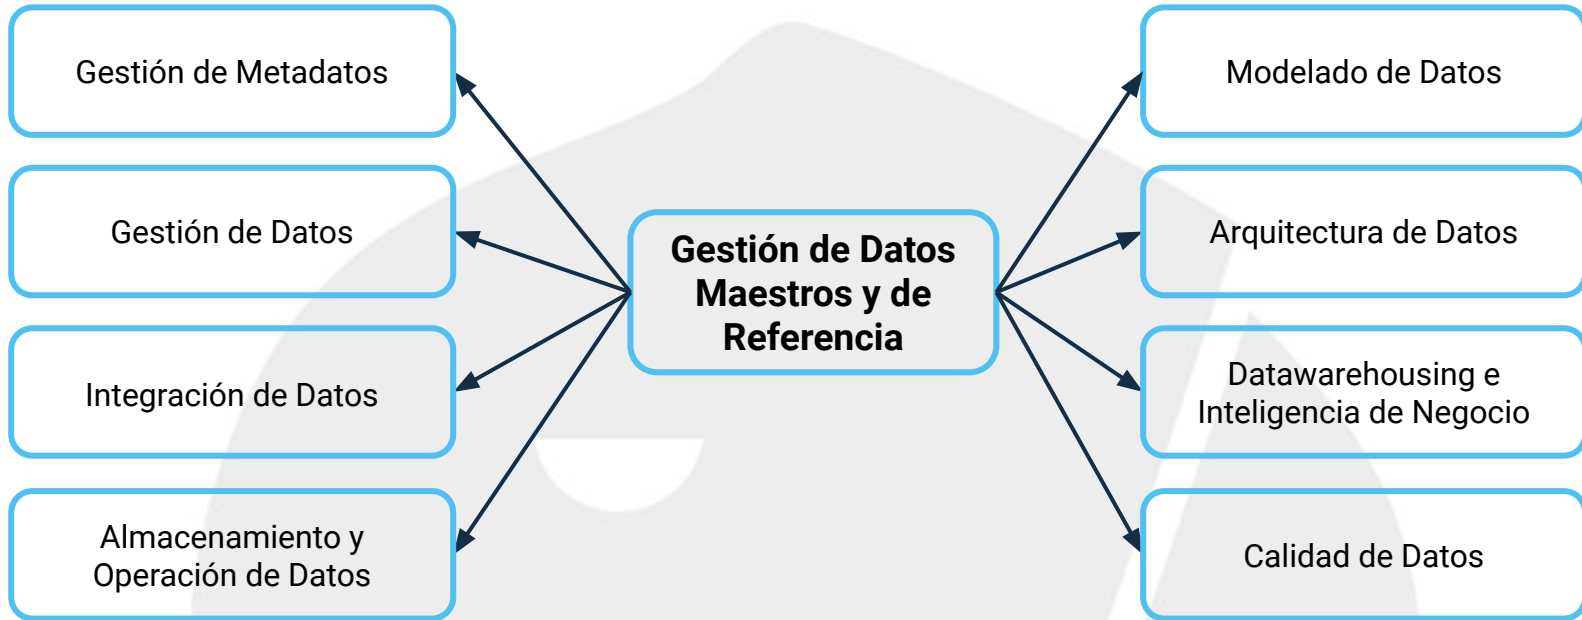 Gestión de Metadatos
Gestión de Datos
Integración de Datos
Almacenamiento y
Operación de Datos
Gestión de Datos
Maestros y de
Referencia
Modelado de Datos
Arquitectura de Datos
Datawarehousing e
Inteligencia de Negocio
Calidad de Datos